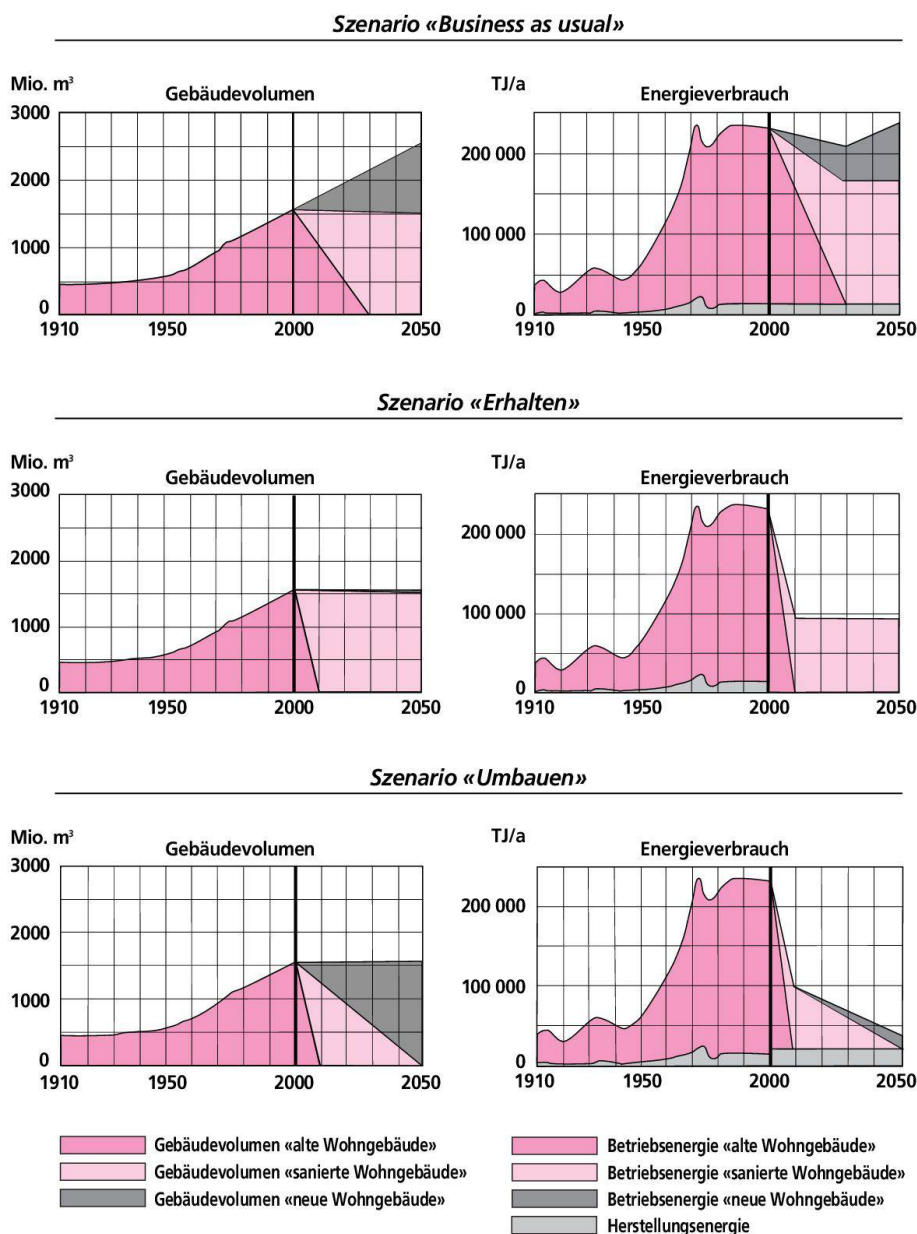 Szenario «Business as usual»
Mio. m³
Gebäudevolumen
3000
2000
1000
0
1910
1950
2000
2050
TJ/a
Energieverbrauch
200 000
100 000
0
1910
1950
2000
2050
Szenario «Erhalten»
Mio. m³
Gebäudevolumen
3000
2000
1000
0
1910
1950
2000
2050
TJ/a
Energieverbrauch
200 000
100 000
0
1910
1950
2000
2050
Szenario «Umbauen»
Mio. m³
Gebäudevolumen
3000
2000
1000
0
1910
1950
2000
2050
TJ/a
Energieverbrauch
200 000
100 000
0
1910
1950
2000
2050
Gebäudevolumen «alte Wohngebäude»
Gebäudevolumen «sanierte Wohngebäude»
Gebäudevolumen «neue Wohngebäude»
Betriebsenergie «alte Wohngebäude»
Betriebsenergie «sanierte Wohngebäude»
Betriebsenergie «neue Wohngebäude»
Herstellungsenergie